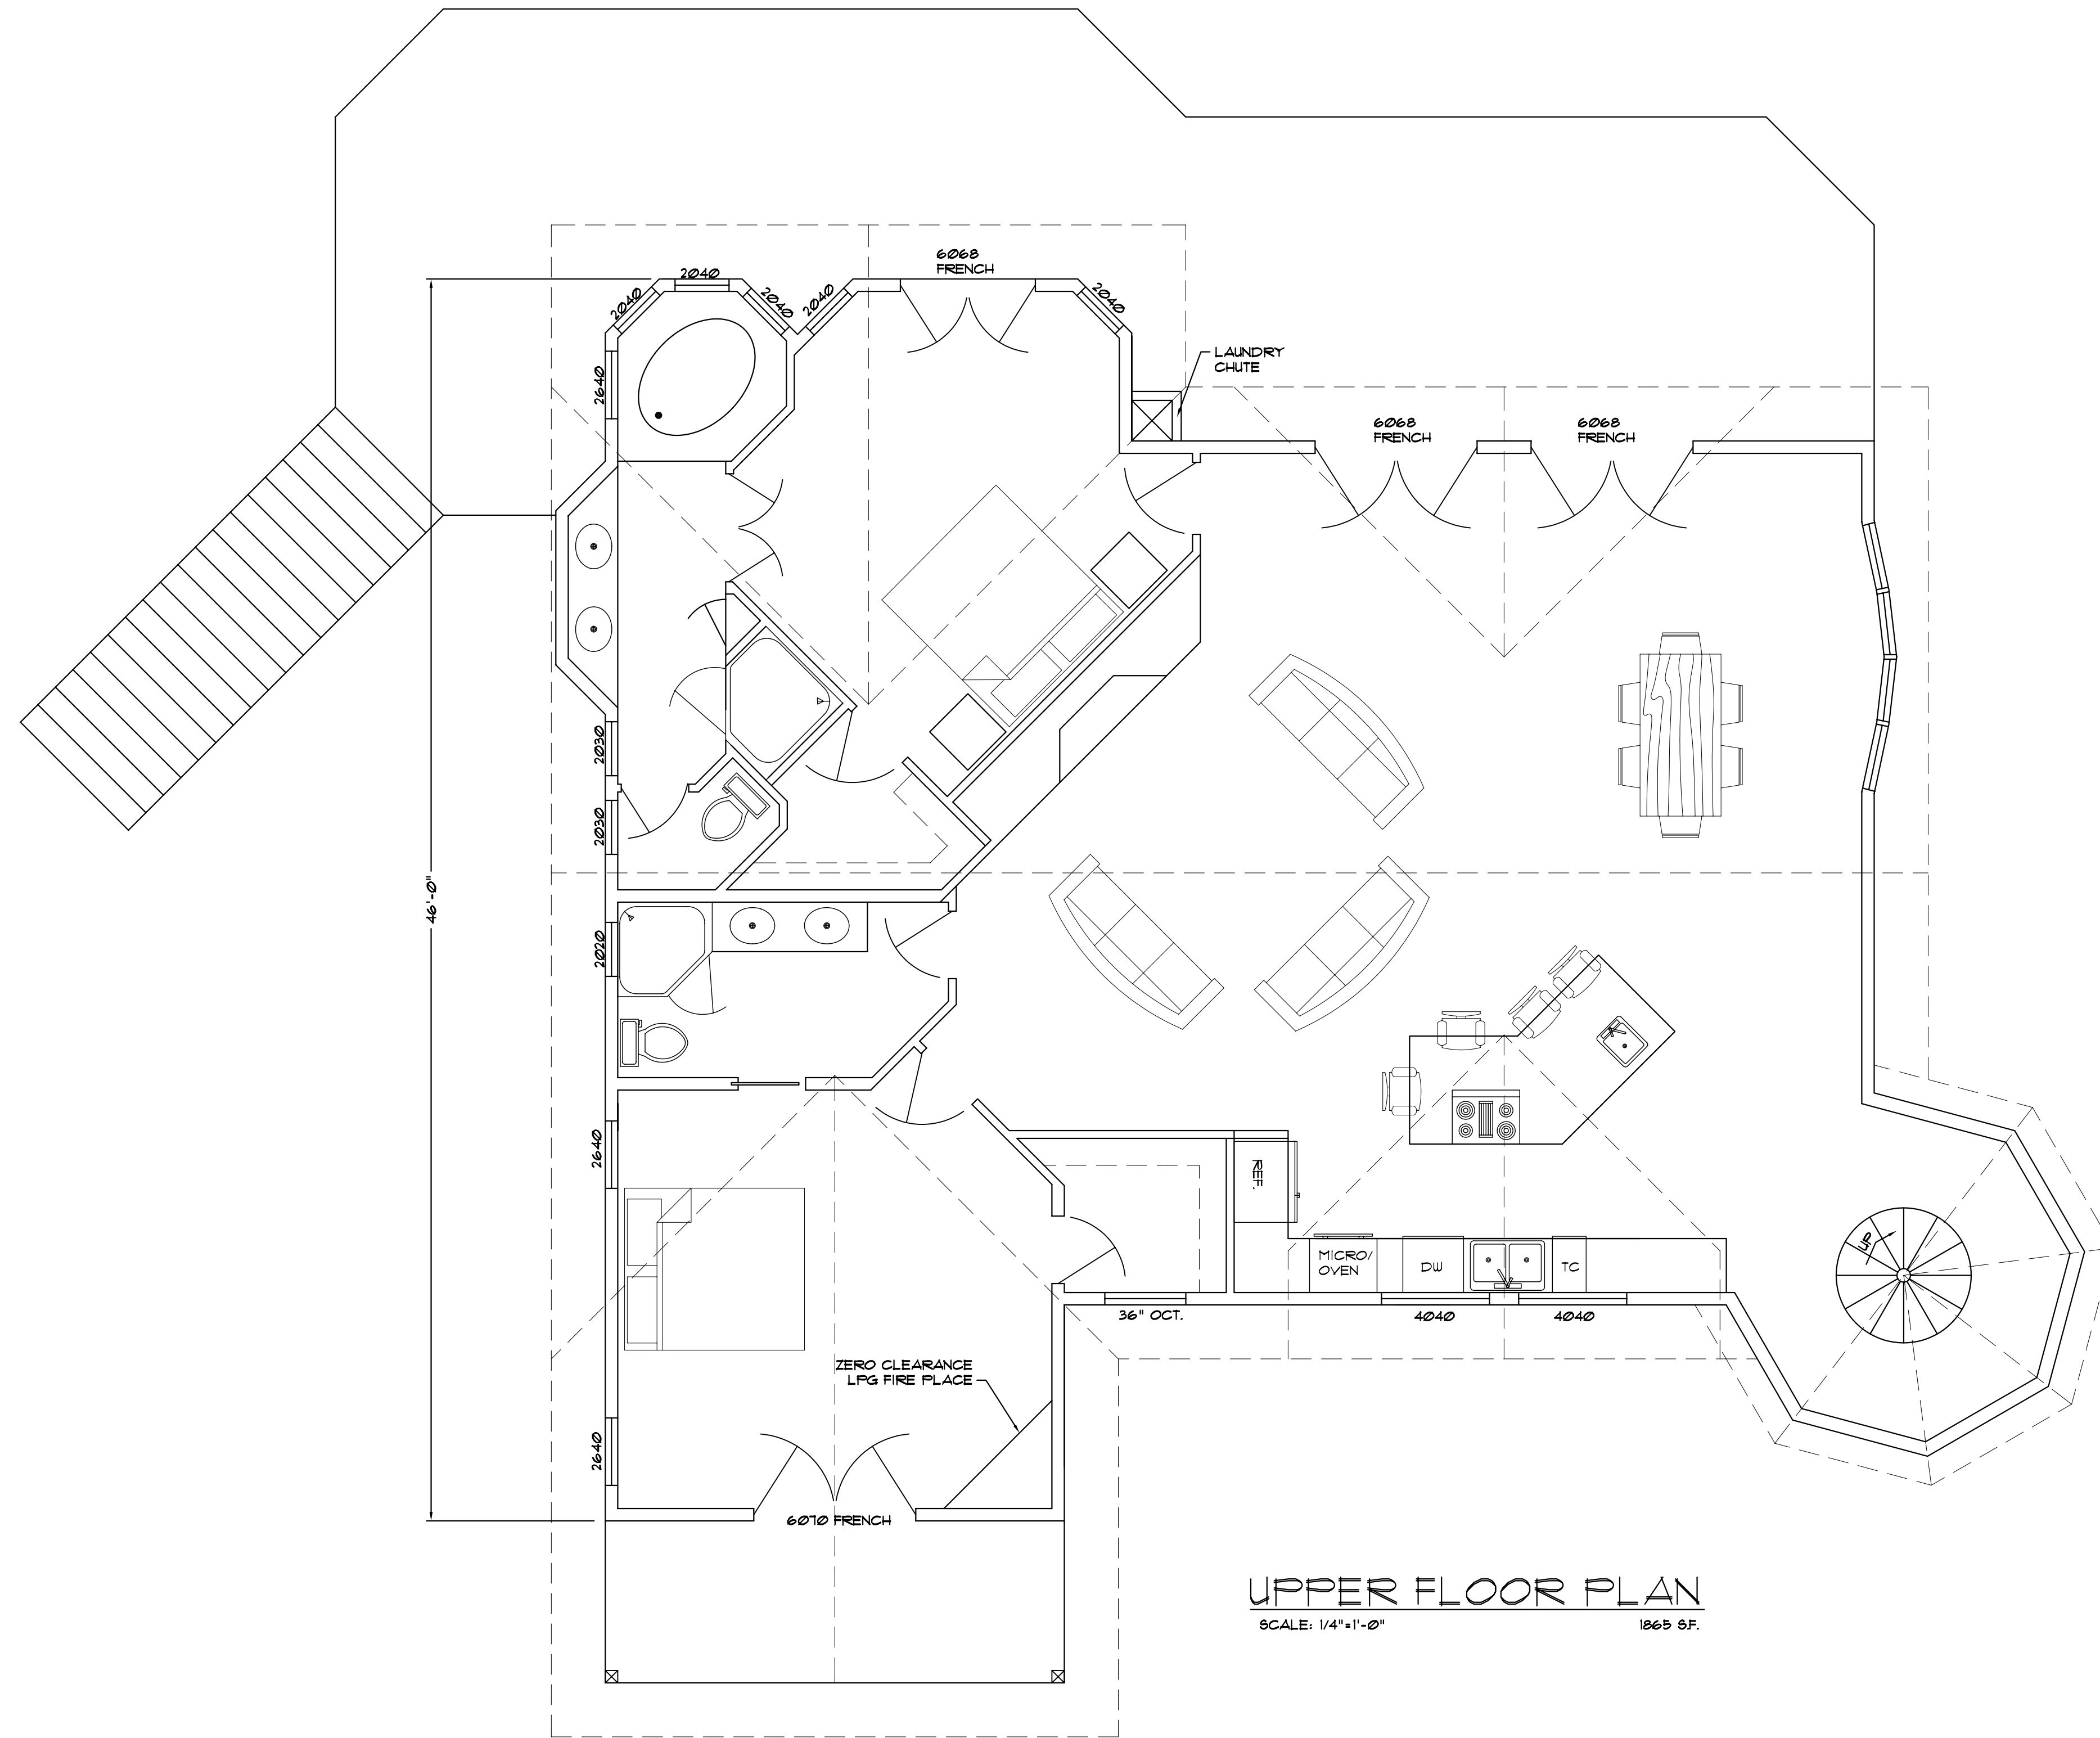 6068
FRENCH
2040
2040
2040
2040
2040
LAUNDRY
CHUTE
2640
6068
FRENCH
6068
FRENCH
2030
2030
46'-0"
2020
2640
REF.
UP
MICRO/
OVEN
DW
TC
36" OCT.
4040
4040
ZERO CLEARANCE
LPG FIRE PLACE
2640
6070 FRENCH
UPPER FLOOR PLAN
SCALE: 1/4"=1'-0"
1865 S.F.